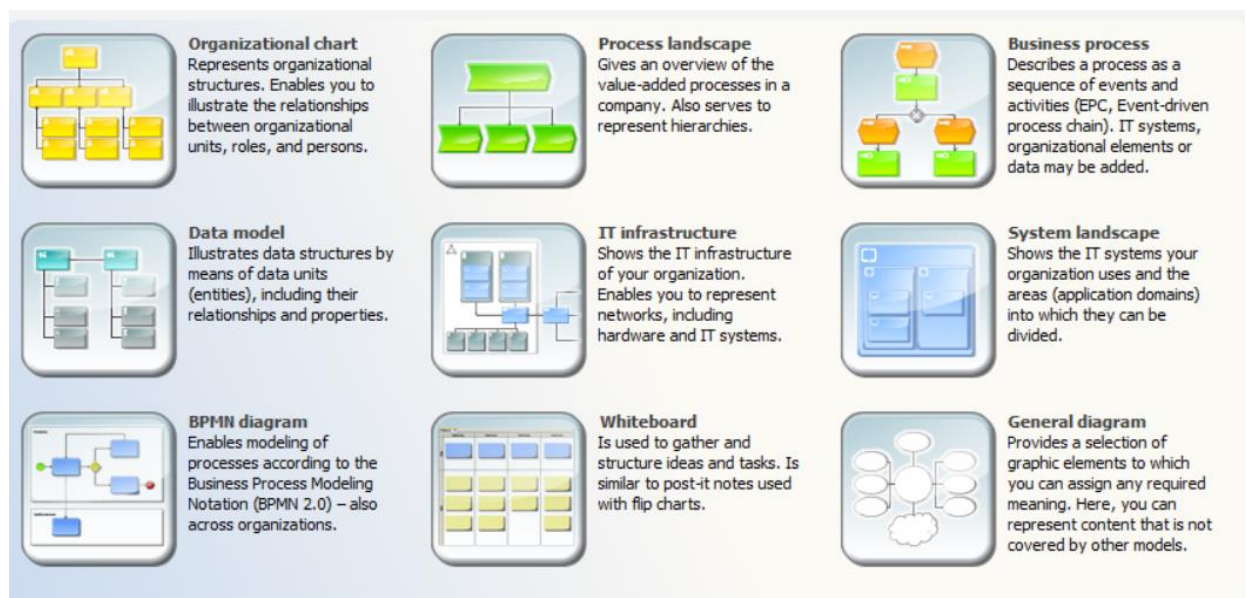 Organizational chart
Represents organizational
structures. Enables you to
illustrate the relationships
between organizational
units, roles, and persons.
Process landscape
Gives an overview of the
value-added processes in a
company. Also serves to
represent hierarchies.
Business process
Describes a process as a
sequence of events and
activities (EPC, Event-driven
process chain). IT systems,
organizational elements or
data may be added.
Data model
Illustrates data structures by
means of data units
(entities), including their
relationships and properties.
IT infrastructure
Shows the IT infrastructure
of your organization.
Enables you to represent
networks, including
hardware and IT systems.
System landscape
Shows the IT systems your
organization uses and the
areas (application domains)
into which they can be
divided.
BPMN diagram
Enables modeling of
processes according to the
Business Process Modeling
Notation (BPMN 2.0) – also
across organizations.
Whiteboard
Is used to gather and
structure ideas and tasks. Is
similar to post-it notes used
with flip charts.
General diagram
Provides a selection of
graphic elements to which
you can assign any required
meaning. Here, you can
represent content that is not
covered by other models.